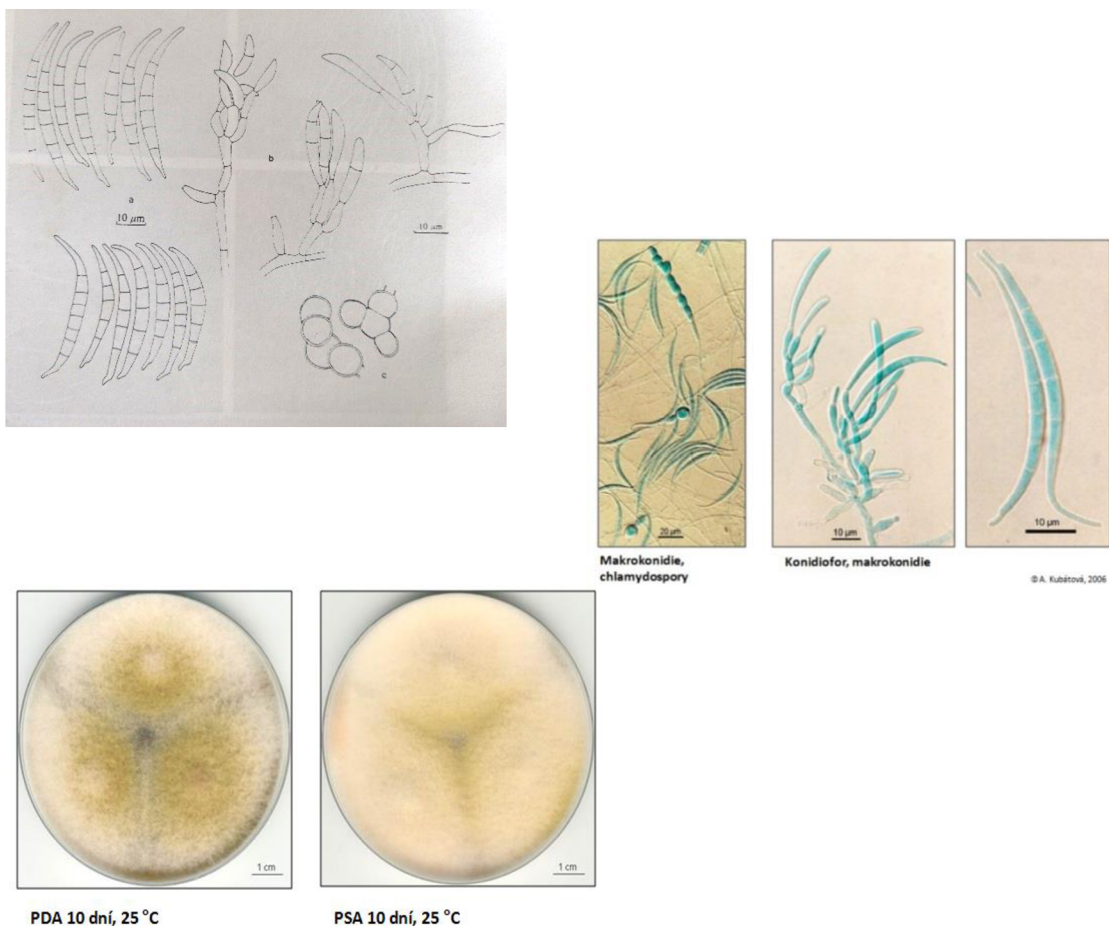 a
10 μm
b
10 μm
c
20 μm
Makrokonidie,
chlamydospory
10 μm
Konidiofor, makrokonidie
10 μm
© A. Kubátová, 2006
1 cm
PDA 10 dní, 25 °C
1 cm
PSA 10 dní, 25 °C